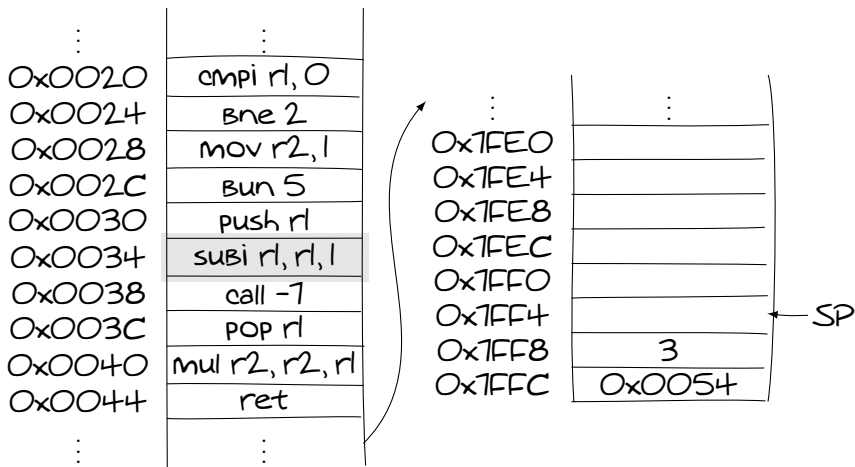 ⋮ ⋮
0x0020 cmpi r1, 0
0x0024 bne 2
0x0028 mov r2, 1
0x002C bun 5
0x0030 push r1
0x0034 subi r1, r1, 1
0x0038 call -7
0x003C pop r1
0x0040 mul r2, r2, r1
0x0044 ret
⋮ ⋮
⋮ ⋮
0x7FE0
0x7FE4
0x7FE8
0x7FEC
0x7FF0
0x7FF4 SP
0x7FF8 3
0x7FFC 0x0054